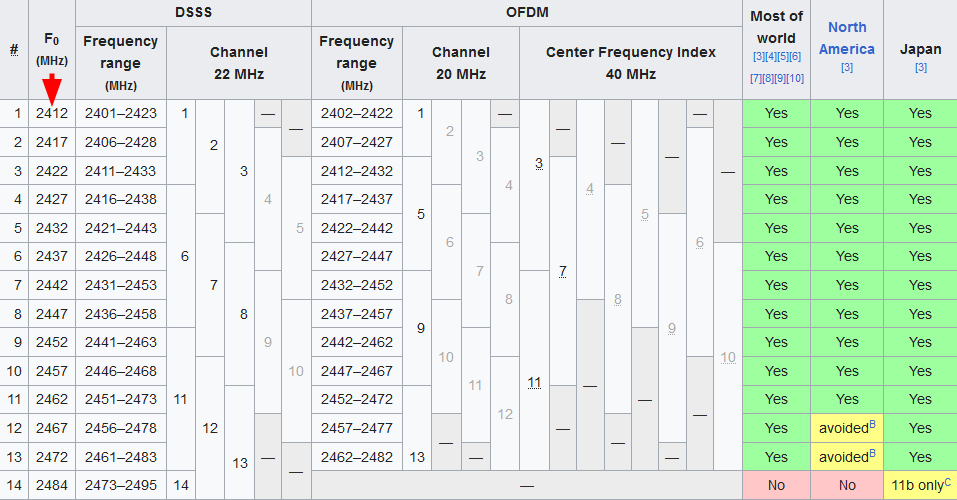 DSSS OFDM
# F₀ (MHz) Frequency range (MHz) Channel 22 MHz Frequency range (MHz) Channel 20 MHz Center Frequency Index 40 MHz Most of world [3][4][5][6] [7][8][9][10] North America [3] Japan [3]
1 2412 2401–2423 1 — — 2402–2422 1 — — — Yes Yes Yes
2 2417 2406–2428 2 2407–2427 2 — Yes Yes Yes
3 2422 2411–2433 3 2412–2432 3 3 — — Yes Yes Yes
4 2427 2416–2438 4 2417–2437 4 4 Yes Yes Yes
5 2432 2421–2443 5 2422–2442 5 5 Yes Yes Yes
6 2437 2426–2448 6 2427–2447 6 7 6 Yes Yes Yes
7 2442 2431–2453 7 2432–2452 7 Yes Yes Yes
8 2447 2436–2458 8 2437–2457 8 8 Yes Yes Yes
9 2452 2441–2463 9 2442–2462 9 9 Yes Yes Yes
10 2457 2446–2468 10 2447–2467 10 11 — 10 Yes Yes Yes
11 2462 2451–2473 11 2452–2472 11 — Yes Yes Yes
12 2467 2456–2478 12 2457–2477 — 12 — — — Yes avoidedᴮ Yes
13 2472 2461–2483 13 — — 2462–2482 13 — — Yes avoidedᴮ Yes
14 2484 2473–2495 14 — No No 11b onlyC